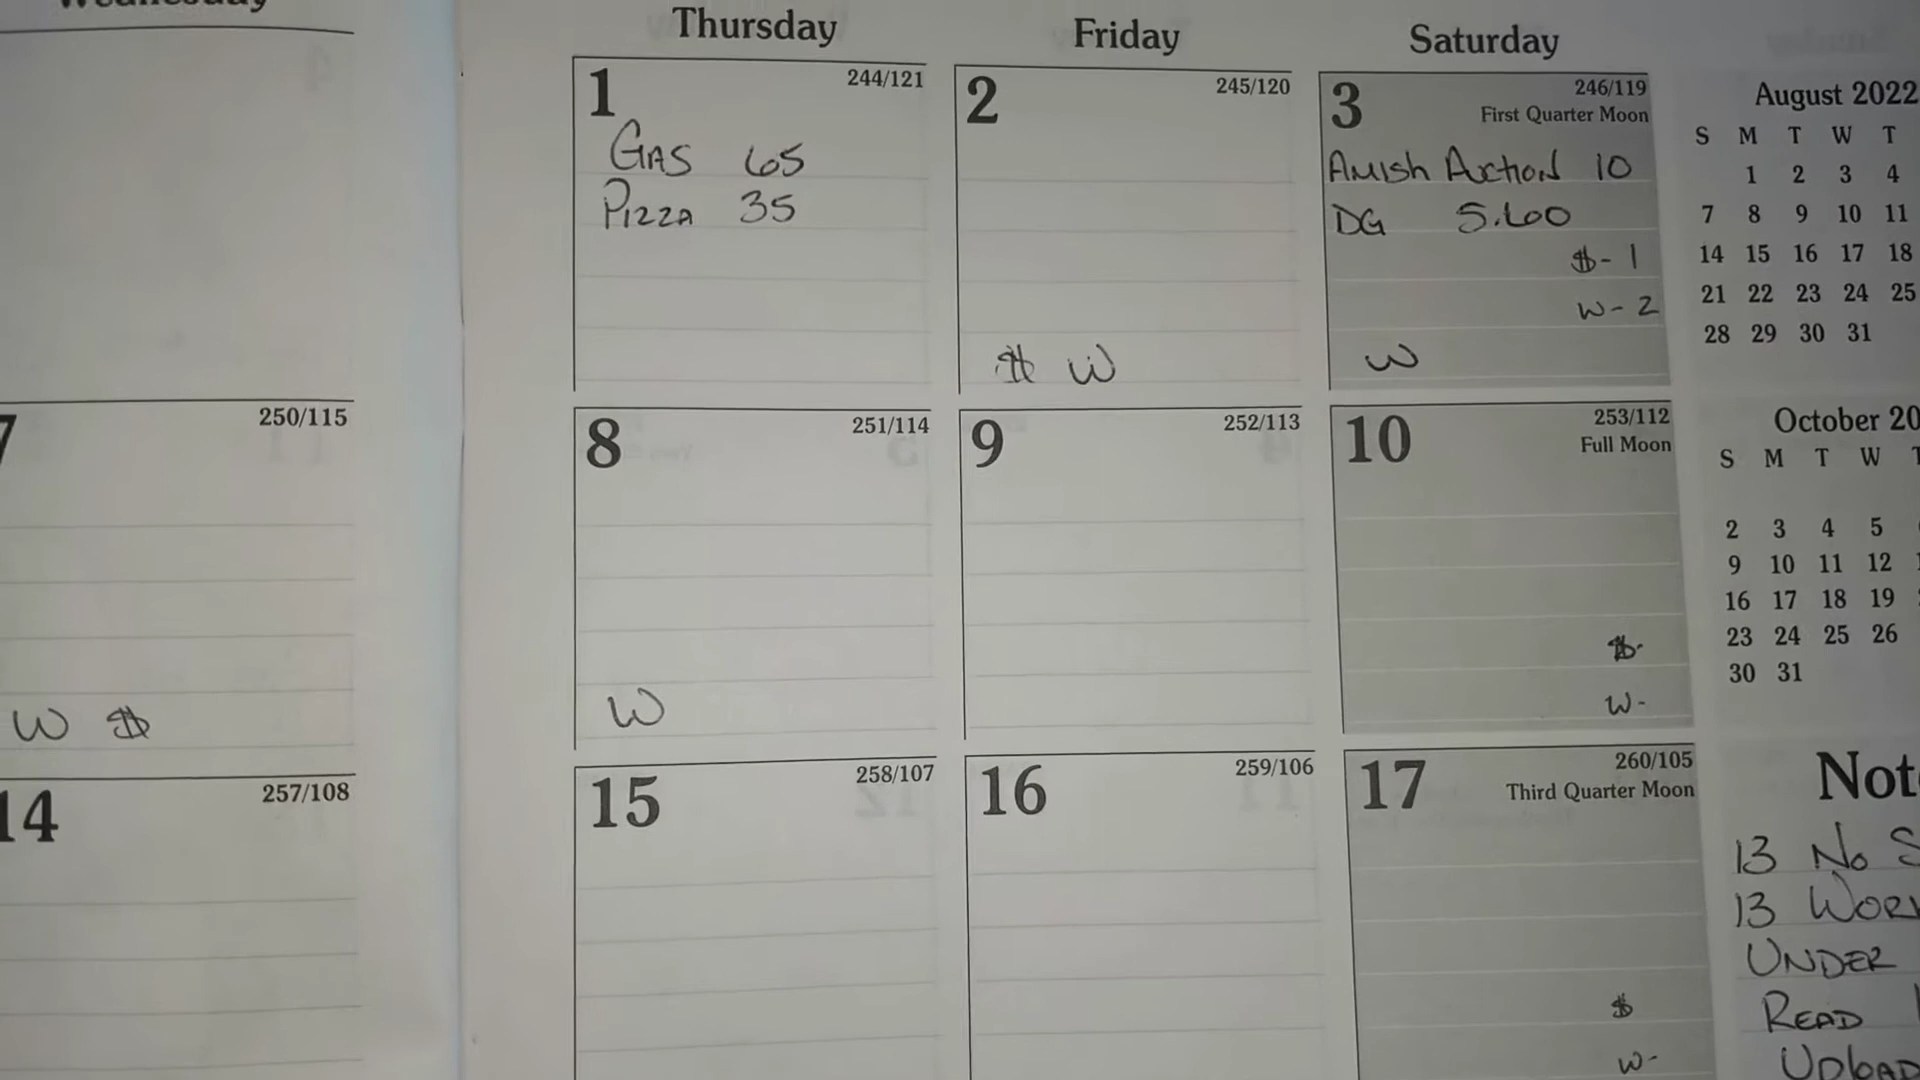 Wednesday
Thursday
Friday
Saturday
1 244/121
GAS 65
PIZZA 35
2 245/120
$ W
3 246/119
First Quarter Moon
AMISH AUCTION 10
DG 5.60
$- 1
W- 2
W
August 2022
S M T W T
1 2 3 4
7 8 9 10 11
14 15 16 17 18
21 22 23 24 25
28 29 30 31
7 250/115
W $
8 251/114
W
9 252/113
10 253/112
Full Moon
$-
W-
October 20
S M T W T
2 3 4 5
9 10 11 12
16 17 18 19
23 24 25 26
30 31
14 257/108
15 258/107
16 259/106
17 260/105
Third Quarter Moon
$
W-
Not
13 No S
13 WORK
UNDER
READ
UPLOAD